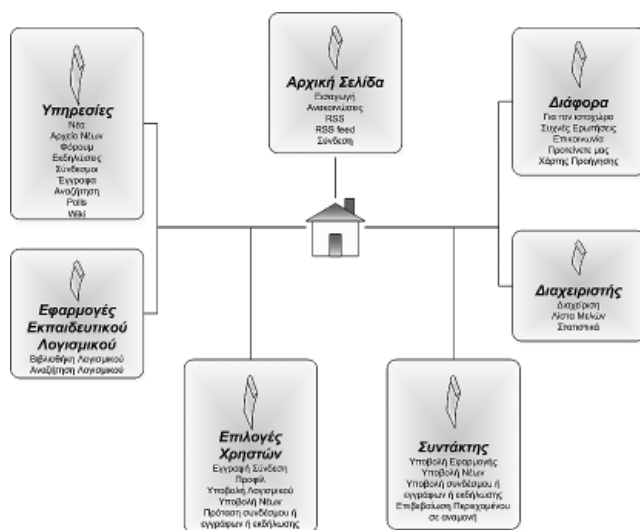 Αρχική Σελίδα
Εισαγωγή
Ανακοινώσεις
RSS
RSS feed
Σύνδεση
Υπηρεσίες
Νέα
Αρχείο Νέων
Φόρουμ
Εκδηλώσεις
Σύνδεσμοι
Έγγραφα
Αναζήτηση
Polls
Wiki
Διάφορα
Για τον ιστοχώρο
Συχνές Ερωτήσεις
Επικοινωνία
Προτείνετε μας
Χάρτης Προήγησης
Εφαρμογές
Εκπαιδευτικού
Λογισμικού
Βιβλιοθήκη Λογισμικού
Αναζήτηση Λογισμικού
Διαχειριστής
Διαχείριση
Λίστα Μελών
Στατιστικά
Επιλογές
Χρηστών
Εγγραφή Σύνδεση
Προφίλ
Υποβολή Λογισμικού
Υποβολή Νέων
Πρόταση συνδέσμου ή
εγγράφων ή εκδήλωσης
Συντάκτης
Υποβολή Εφαρμογής
Υποβολή Νέων
Υποβολή συνδέσμου ή
εγγράφων ή εκδήλωσης
Επιβεβαίωση Περιεχομένου
σε αναμονή